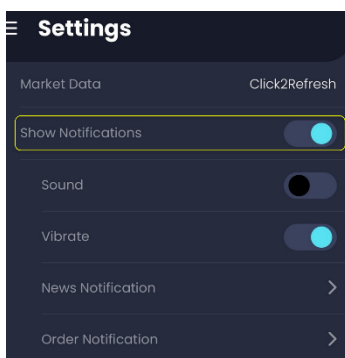 Settings
Market Data Click2Refresh
Show Notifications
Sound
Vibrate
News Notification
Order Notification